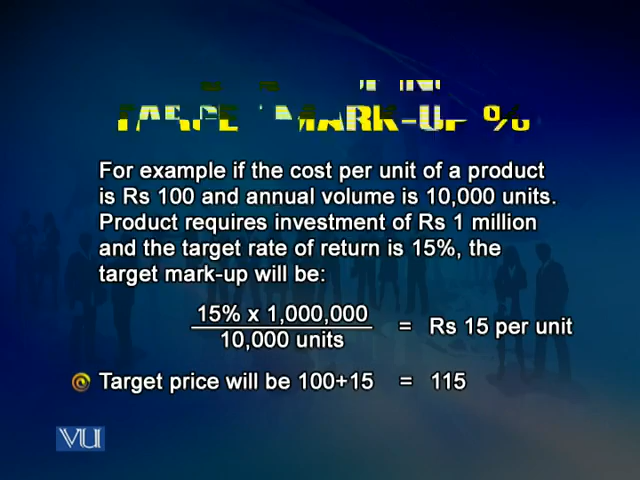 MARK-UP %
For example if the cost per unit of a product
is Rs 100 and annual volume is 10,000 units.
Product requires investment of Rs 1 million
and the target rate of return is 15%, the
target mark-up will be:
15% x 1,000,000
10,000 units
= Rs 15 per unit
Target price will be 100+15 = 115
VU